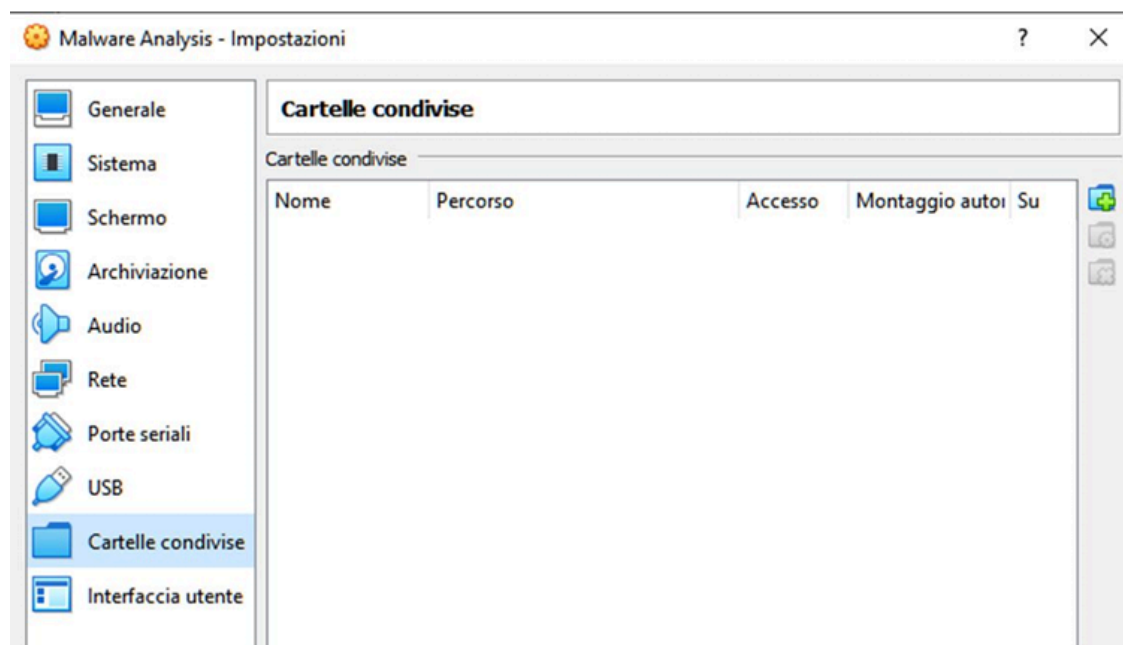 Malware Analysis - Impostazioni ? ×
Generale
Sistema
Schermo
Archiviazione
Audio
Rete
Porte seriali
USB
Cartelle condivise
Interfaccia utente
Cartelle condivise
Cartelle condivise
Nome Percorso Accesso Montaggio autor Su